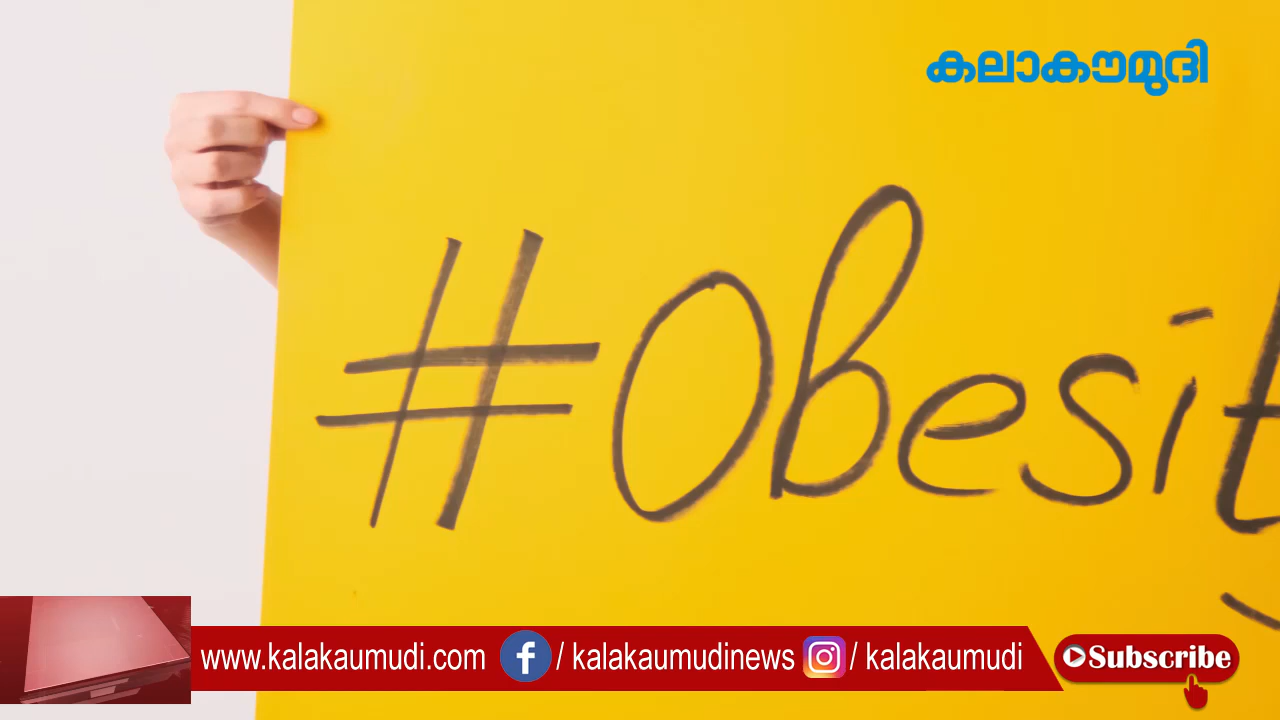 കലാകൗമുദി
#Obesit
www.kalakaumudi.com / kalakaumudinews / kalakaumudi Subscribe